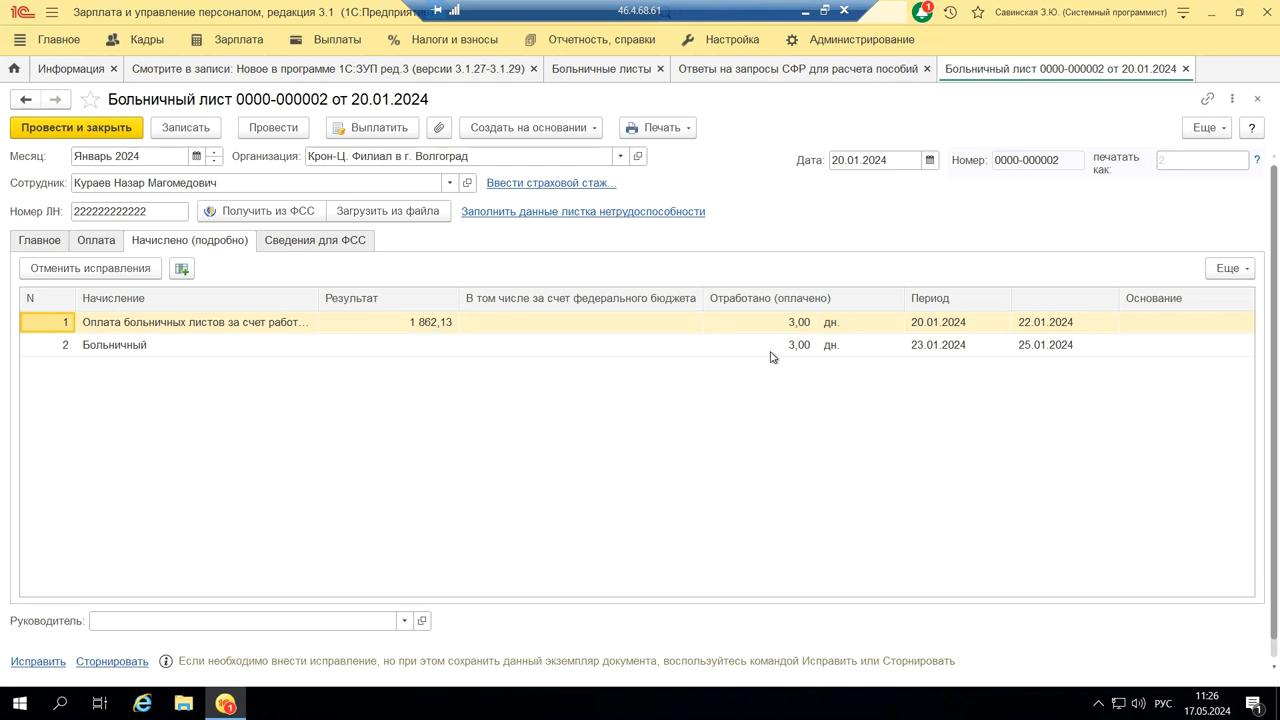 Зарплата и управление персоналом, редакция 3.1 (1С:Предприятие
46.4.68.61
1
Савинская З.Ю. (Системный программист)
Главное
Кадры
Зарплата
Выплаты
Налоги и взносы
Отчетность, справки
Настройка
Администрирование
Информация ×
Смотрите в записи: Новое в программе 1С:ЗУП ред.3 (версии 3.1.27-3.1.29) ×
Больничные листы ×
Ответы на запросы СФР для расчета пособий ×
Больничный лист 0000-000002 от 20.01.2024 ×
Больничный лист 0000-000002 от 20.01.2024
Провести и закрыть
Записать
Провести
Выплатить
Создать на основании
Печать
Еще
?
Месяц:
Январь 2024
Организация:
Крон-Ц. Филиал в г. Волгоград
Дата:
20.01.2024
Номер:
0000-000002
печатать как:
2
?
Сотрудник:
Кураев Назар Магомедович
Ввести страховой стаж...
Номер ЛН:
222222222222
Получить из ФСС
Загрузить из файла
Заполнить данные листка нетрудоспособности
Главное
Оплата
Начислено (подробно)
Сведения для ФСС
Отменить исправления
Еще
N Начисление Результат В том числе за счет федерального бюджета Отработано (оплачено) Период Основание
1 Оплата больничных листов за счет работ... 1 862,13 3,00 дн. 20.01.2024 22.01.2024
2 Больничный 3,00 дн. 23.01.2024 25.01.2024
Руководитель:
Исправить
Сторнировать
Если необходимо внести исправление, но при этом сохранить данный экземпляр документа, воспользуйтесь командой Исправить или Сторнировать
1
РУС
11:26
17.05.2024
1